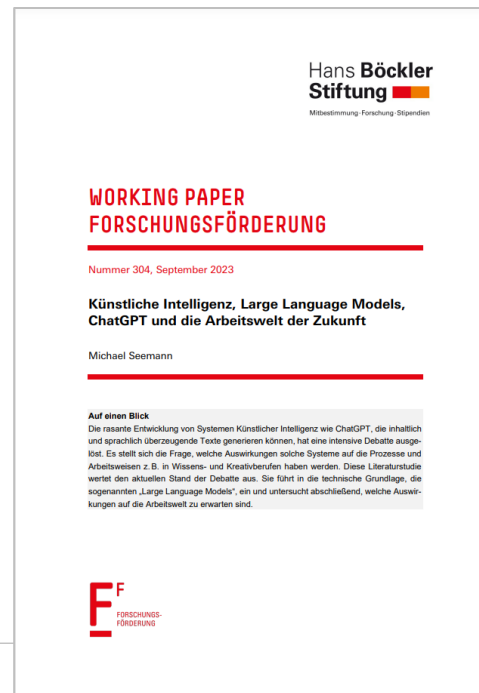 Hans Böckler
Stiftung
Mitbestimmung · Forschung · Stipendien
WORKING PAPER
FORSCHUNGSFÖRDERUNG
Nummer 304, September 2023
Künstliche Intelligenz, Large Language Models,
ChatGPT und die Arbeitswelt der Zukunft
Michael Seemann
Auf einen Blick
Die rasante Entwicklung von Systemen Künstlicher Intelligenz wie ChatGPT, die inhaltlich
und sprachlich überzeugende Texte generieren können, hat eine intensive Debatte ausge-
löst. Es stellt sich die Frage, welche Auswirkungen solche Systeme auf die Prozesse und
Arbeitsweisen z. B. in Wissens- und Kreativberufen haben werden. Diese Literaturstudie
wertet den aktuellen Stand der Debatte aus. Sie führt in die technische Grundlage, die
sogenannten „Large Language Models“, ein und untersucht abschließend, welche Auswir-
kungen auf die Arbeitswelt zu erwarten sind.
F F
FORSCHUNGS-
FÖRDERUNG